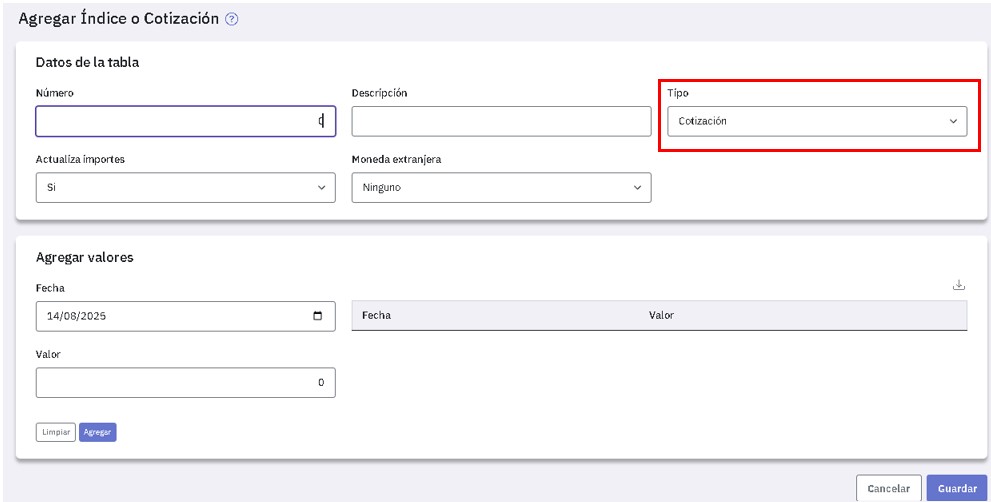 Agregar Índice o Cotización ?
Datos de la tabla
Número Descripción Tipo
0 Cotización
Actualiza importes Moneda extranjera
Si Ninguno
Agregar valores
Fecha
14/08/2025 Fecha Valor
Valor
0
Limpiar Agregar
Cancelar Guardar